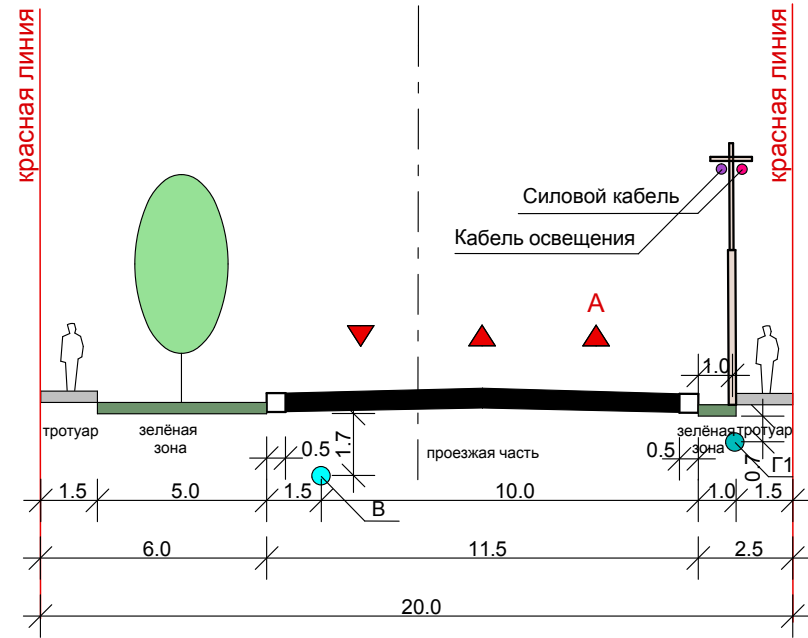 красная линия
красная линия
Силовой кабель
Кабель освещения
А
1.0
тротуар
зелёная
зона
0.5
1.7
проезжая часть
0.5
зелёная
зона
тротуар
0.7
Г1
В
1.5
5.0
1.5
10.0
1.0
1.5
6.0
11.5
2.5
20.0